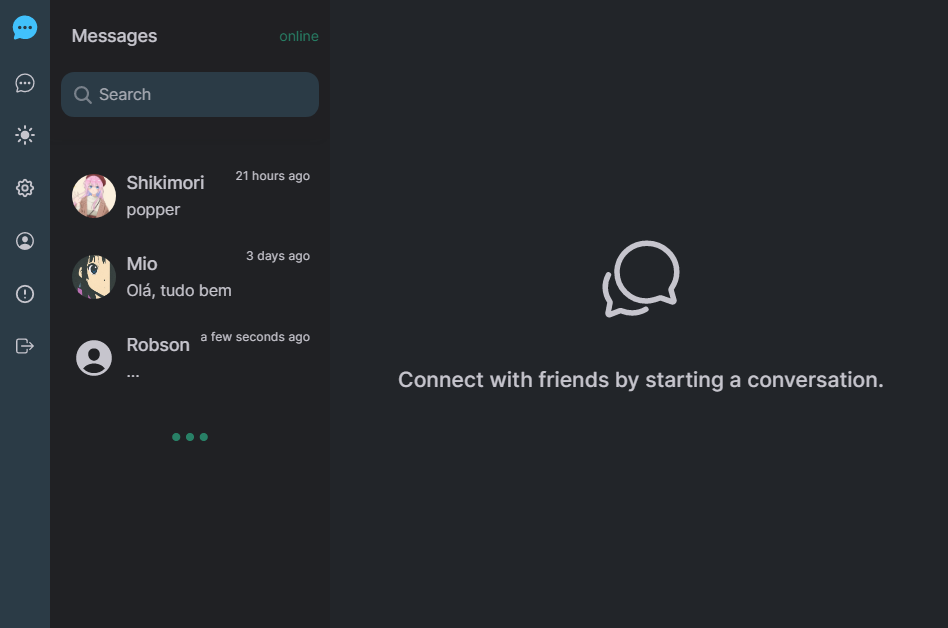 Messages
online
Search
Shikimori
21 hours ago
popper
Mio
3 days ago
Olá, tudo bem
Robson
a few seconds ago
...
Connect with friends by starting a conversation.